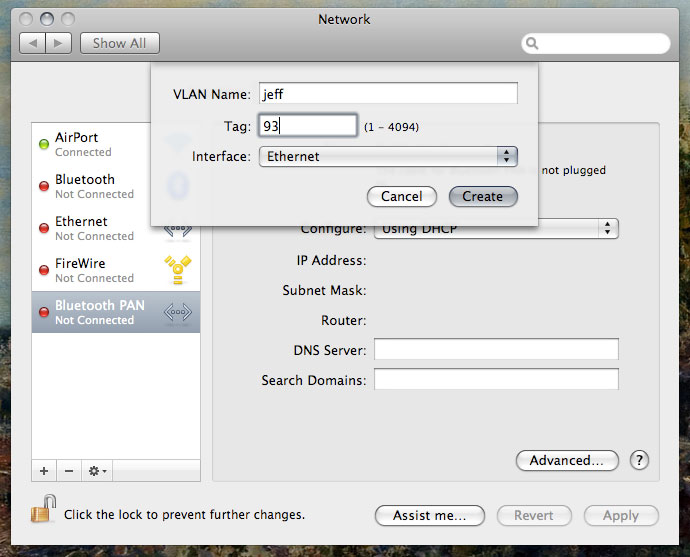 Network
Show All
VLAN Name: jeff
Tag: 93 (1 – 4094)
Interface: Ethernet
Cancel Create
AirPort
Connected
Bluetooth
Not Connected
Ethernet
Not Connected
FireWire
Not Connected
Bluetooth PAN
Not Connected
not plugged
Configure: Using DHCP
IP Address:
Subnet Mask:
Router:
DNS Server:
Search Domains:
Advanced... ?
Click the lock to prevent further changes.
Assist me... Revert Apply